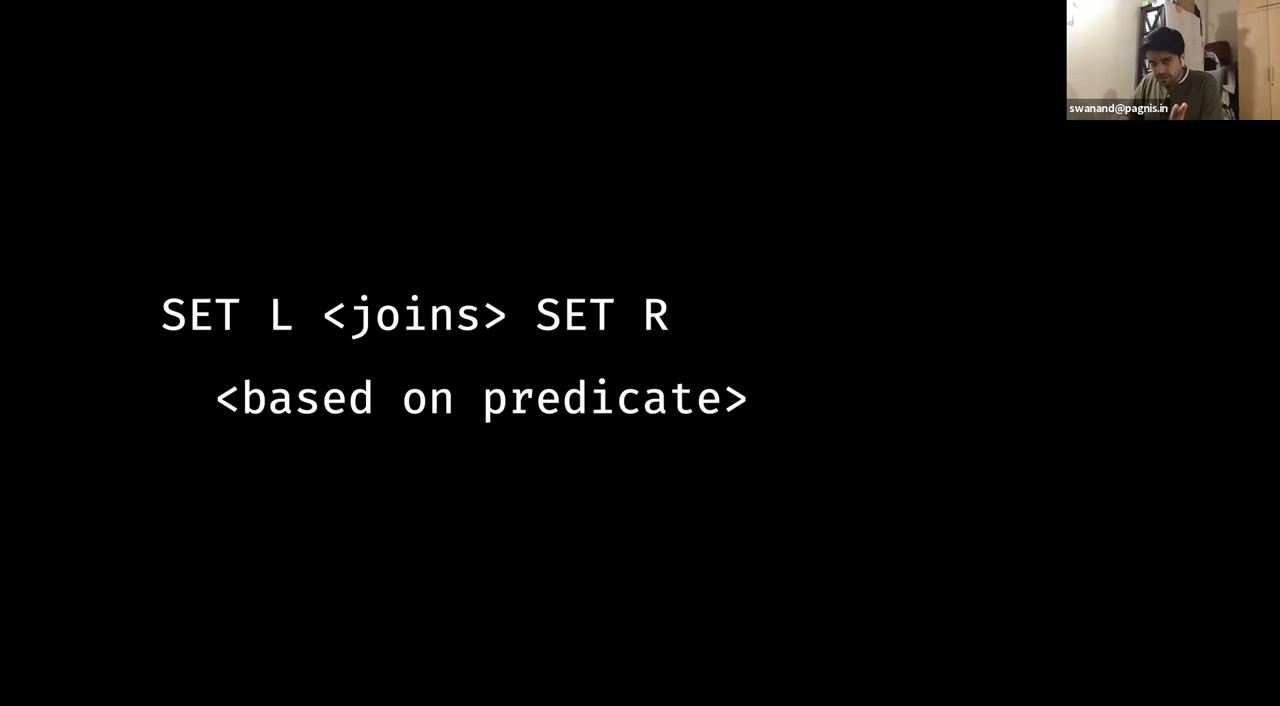 swanand@pagnis.in
SET L <joins> SET R
<based on predicate>